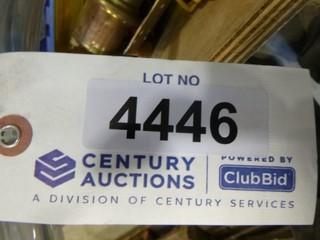 LOT NO
4446
CENTURY AUCTIONS
POWERED BY
ClubBid
A DIVISION OF CENTURY SERVICES